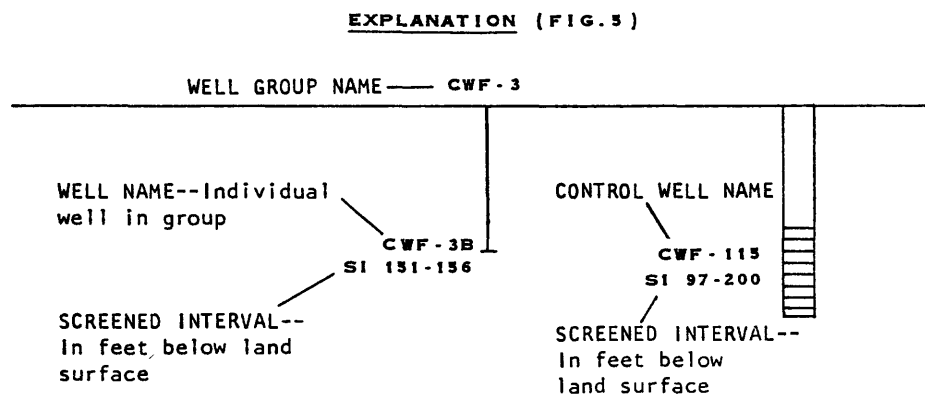 EXPLANATION (FIG.5)
WELL GROUP NAME—— CWF-3
WELL NAME--Individual
well in group
CWF-3B
SI 151-156
SCREENED INTERVAL--
In feet below land
surface
CONTROL WELL NAME
CWF-115
SI 97-200
SCREENED INTERVAL--
In feet below
land surface